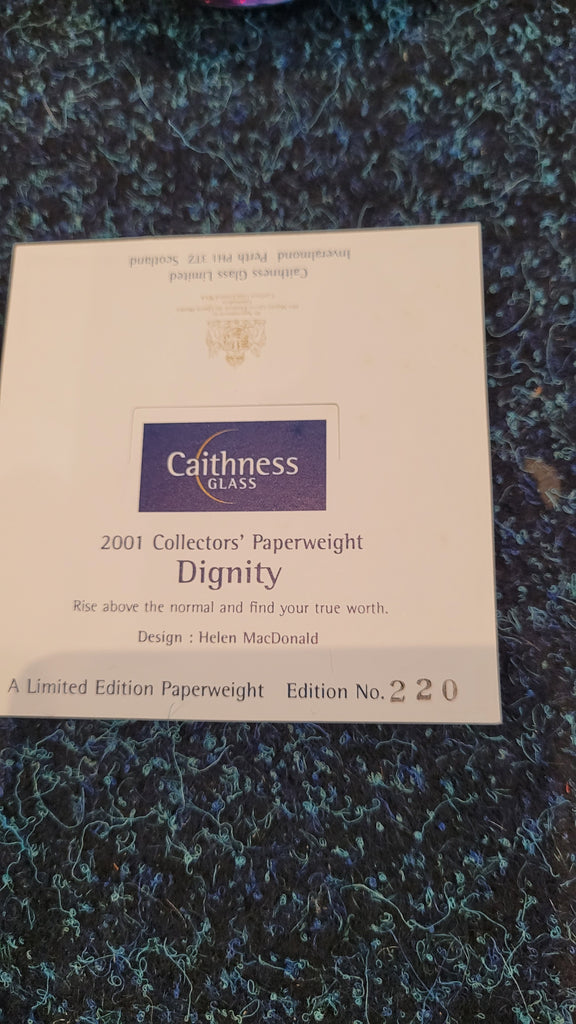 Caithness Glass Limited
Inveralmond Perth PH1 3TZ Scotland
Caithness
GLASS
2001 Collectors' Paperweight
Dignity
Rise above the normal and find your true worth.
Design : Helen MacDonald
A Limited Edition Paperweight Edition No. 220